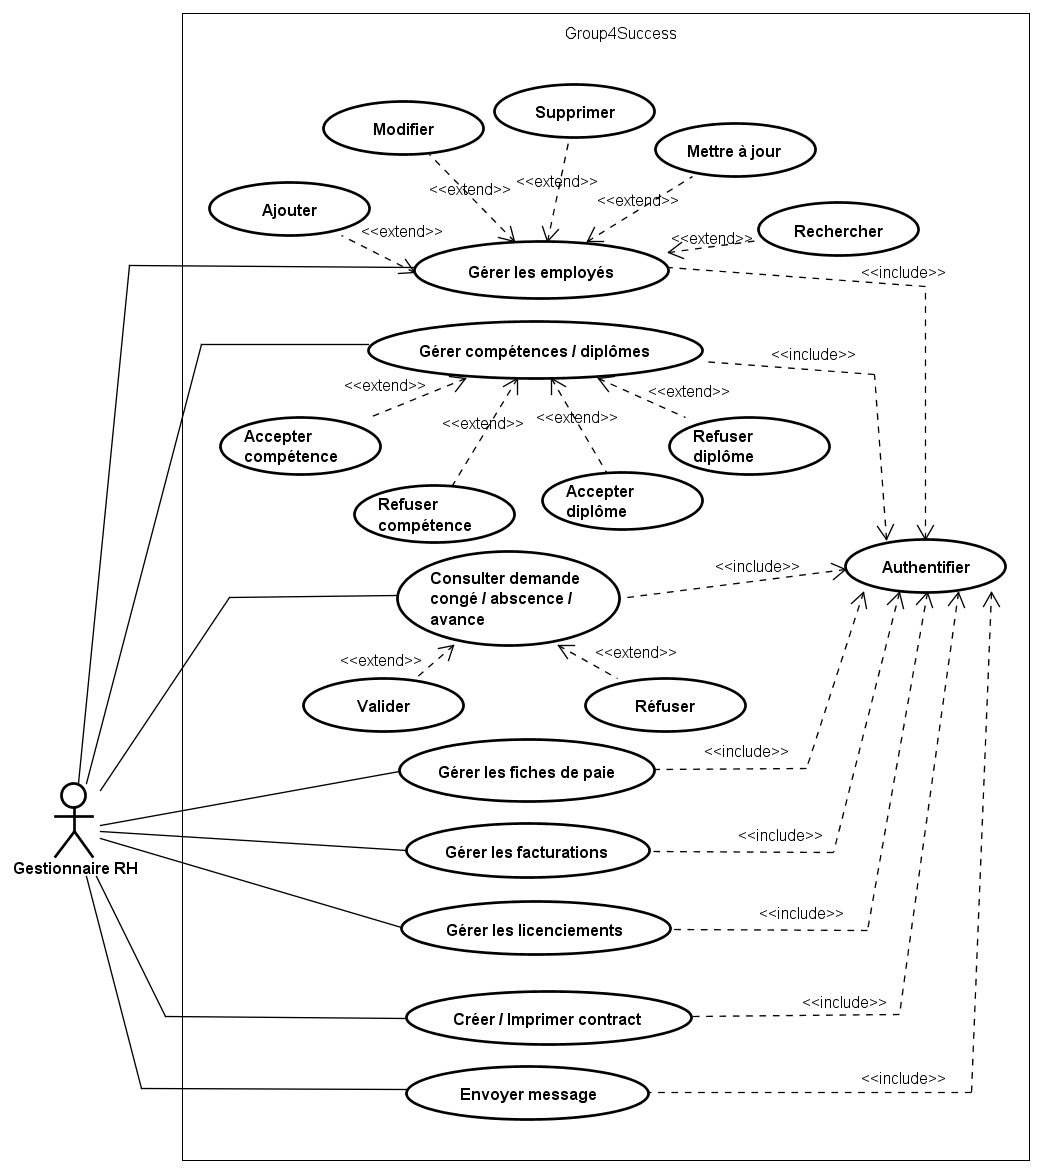 Group4Success
Supprimer
Modifier
Mettre à jour
<<extend>>
<<extend>>
<<extend>>
Ajouter
<<extend>>
Rechercher
<<extend>>
Gérer les employés
<<include>>
Gérer compétences / diplômes
<<include>>
<<extend>>
<<extend>>
<<extend>>
<<extend>>
Accepter
compétence
Refuser
diplôme
Refuser
compétence
Accepter
diplôme
Authentifier
<<include>>
Consulter demande
congé / abscence /
avance
<<extend>>
<<extend>>
Valider
Réfuser
<<include>>
Gérer les fiches de paie
<<include>>
Gérer les facturations
Gestionnaire RH
<<include>>
Gérer les licenciements
<<include>>
Créer / Imprimer contract
<<include>>
Envoyer message